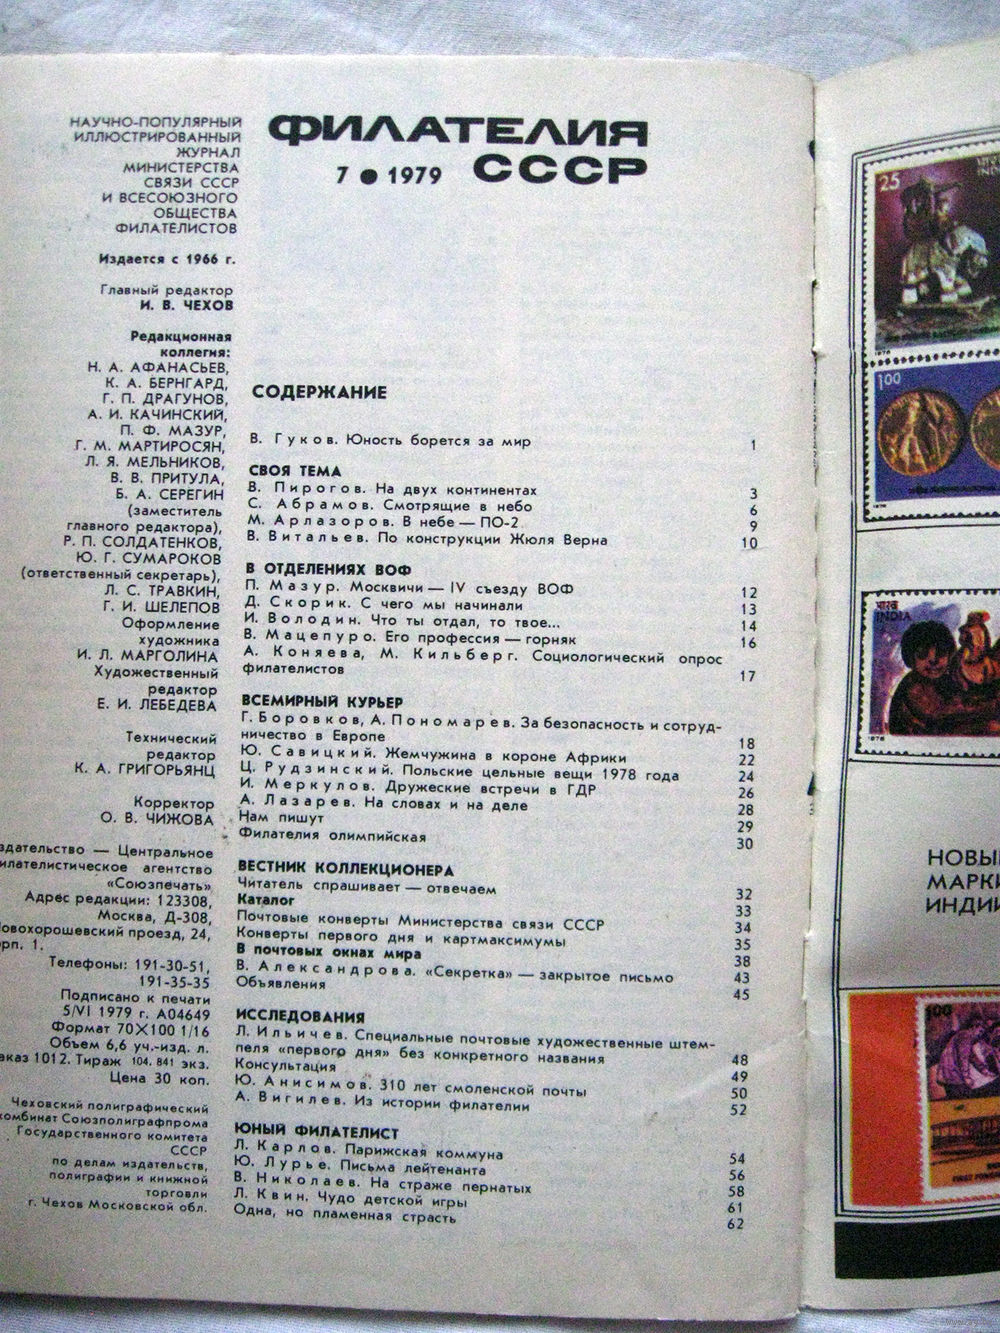 НАУЧНО-ПОПУЛЯРНЫЙ
ИЛЛЮСТРИРОВАННЫЙ
ЖУРНАЛ
МИНИСТЕРСТВА
СВЯЗИ СССР
И ВСЕСОЮЗНОГО
ОБЩЕСТВА
ФИЛАТЕЛИСТОВ
Издается с 1966 г.
Главный редактор
И. В. ЧЕХОВ
Редакционная
коллегия:
Н. А. АФАНАСЬЕВ,
К. А. БЕРНГАРД,
Г. П. ДРАГУНОВ,
А. И. КАЧИНСКИЙ,
П. Ф. МАЗУР,
Г. М. МАРТИРОСЯН,
Л. Я. МЕЛЬНИКОВ,
В. В. ПРИТУЛА,
Б. А. СЕРЕГИН
(заместитель
главного редактора),
Р. П. СОЛДАТЕНКОВ,
Ю. Г. СУМАРОКОВ
(ответственный секретарь),
Л. С. ТРАВКИН,
Г. И. ШЕЛЕПОВ
Оформление
художника
И. Л. МАРГОЛИНА
Художественный
редактор
Е. И. ЛЕБЕДЕВА
Технический
редактор
К. А. ГРИГОРЬЯНЦ
Корректор
О. В. ЧИЖОВА
здательство — Центральное
илателистическое агентство
«Союзпечать»
Адрес редакции: 123308,
Москва, Д-308,
овохорошевский проезд, 24,
орп. 1.
Телефоны: 191-30-51,
191-35-35
Подписано к печати
5/VI 1979 г. А04649
Формат 70×100 1/16
Объем 6,6 уч.-изд. л.
аказ 1012. Тираж 104. 841 экз.
Цена 30 коп.
Чеховский полиграфический
комбинат Союзполиграфпрома
Государственного комитета
СССР
по делам издательств,
полиграфии и книжной
торговли
г. Чехов Московской обл.
ФИЛАТЕЛИЯ
7 ● 1979 СССР
СОДЕРЖАНИЕ
В. Гуков. Юность борется за мир 1
СВОЯ ТЕМА
В. Пирогов. На двух континентах 3
С. Абрамов. Смотрящие в небо 6
М. Арлазоров. В небе — ПО-2 9
В. Витальев. По конструкции Жюля Верна 10
В ОТДЕЛЕНИЯХ ВОФ
П. Мазур. Москвичи — IV съезду ВОФ 12
Д. Скорик. С чего мы начинали 13
И. Володин. Что ты отдал, то твое... 14
В. Мацепуро. Его профессия — горняк 16
А. Коняева, М. Кильберг. Социологический опрос
филателистов 17
ВСЕМИРНЫЙ КУРЬЕР
Г. Боровков, А. Пономарев. За безопасность и сотруд-
ничество в Европе 18
Ю. Савицкий. Жемчужина в короне Африки 22
Ц. Рудзинский. Польские цельные вещи 1978 года 24
И. Меркулов. Дружеские встречи в ГДР 26
А. Лазарев. На словах и на деле 28
Нам пишут 29
Филателия олимпийская 30
ВЕСТНИК КОЛЛЕКЦИОНЕРА
Читатель спрашивает — отвечаем 32
Каталог 33
Почтовые конверты Министерства связи СССР 34
Конверты первого дня и картмаксимумы 35
В почтовых окнах мира 38
В. Александрова. «Секретка» — закрытое письмо 43
Объявления 45
ИССЛЕДОВАНИЯ
Л. Ильичев. Специальные почтовые художественные штем-
пеля «первого дня» без конкретного названия 48
Консультация 49
Ю. Анисимов. 310 лет смоленской почты 50
А. Вигилев. Из истории филателии 52
ЮНЫЙ ФИЛАТЕЛИСТ
Л. Карлов. Парижская коммуна 54
Ю. Лурье. Письма лейтенанта 56
В. Николаев. На страже пернатых 58
Л. Квин. Чудо детской игры 61
Одна, но пламенная страсть 62
25
INDI
1978
1.00
1978
भारत
INDIA
1978
НОВЫ
МАРКИ
ИНДИИ
100